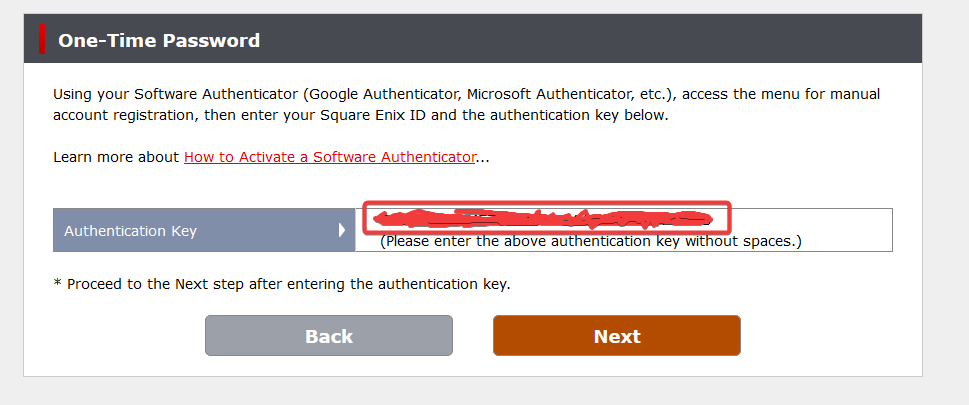 One-Time Password
Using your Software Authenticator (Google Authenticator, Microsoft Authenticator, etc.), access the menu for manual
account registration, then enter your Square Enix ID and the authentication key below.
Learn more about How to Activate a Software Authenticator...
Authentication Key
(Please enter the above authentication key without spaces.)
* Proceed to the Next step after entering the authentication key.
Back
Next